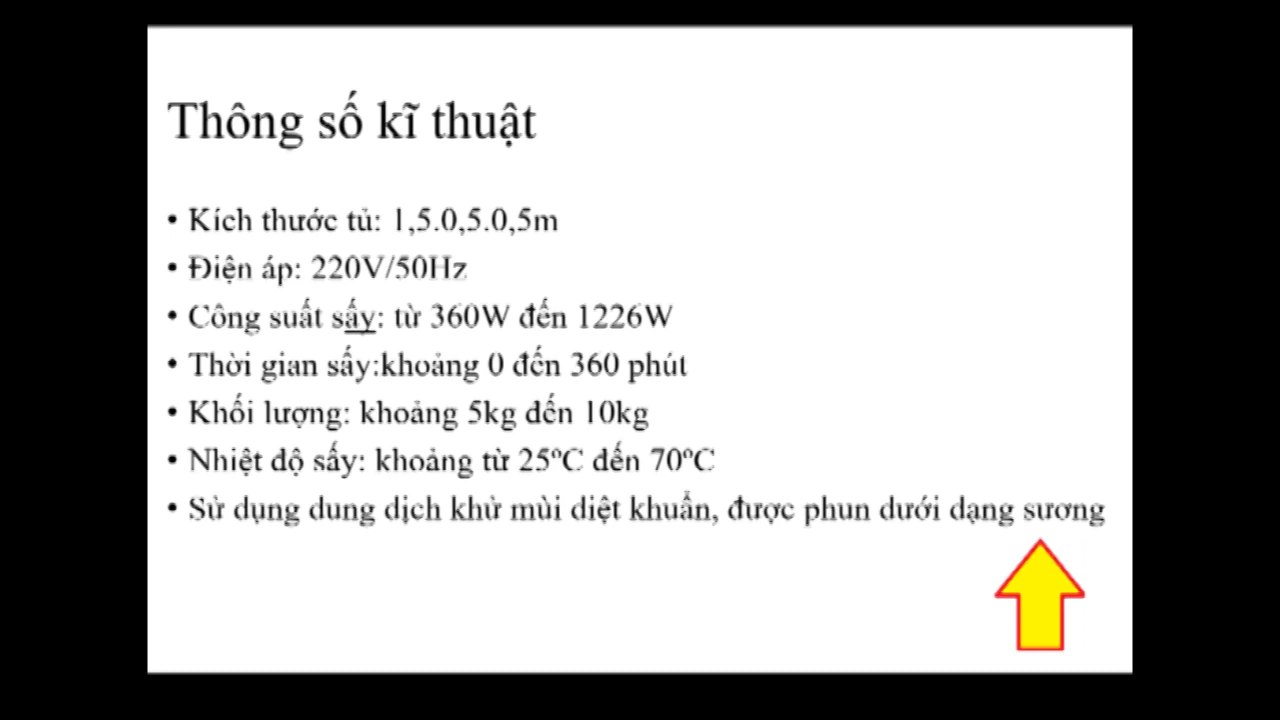 Thông số kĩ thuật
• Kích thước tủ: 1,5.0,5.0,5m
• Điện áp: 220V/50Hz
• Công suất sấy: từ 360W đến 1226W
• Thời gian sấy:khoảng 0 đến 360 phút
• Khối lượng: khoảng 5kg đến 10kg
• Nhiệt độ sấy: khoảng từ 25ºC đến 70ºC
• Sử dụng dung dịch khử mùi diệt khuẩn, được phun dưới dạng sương